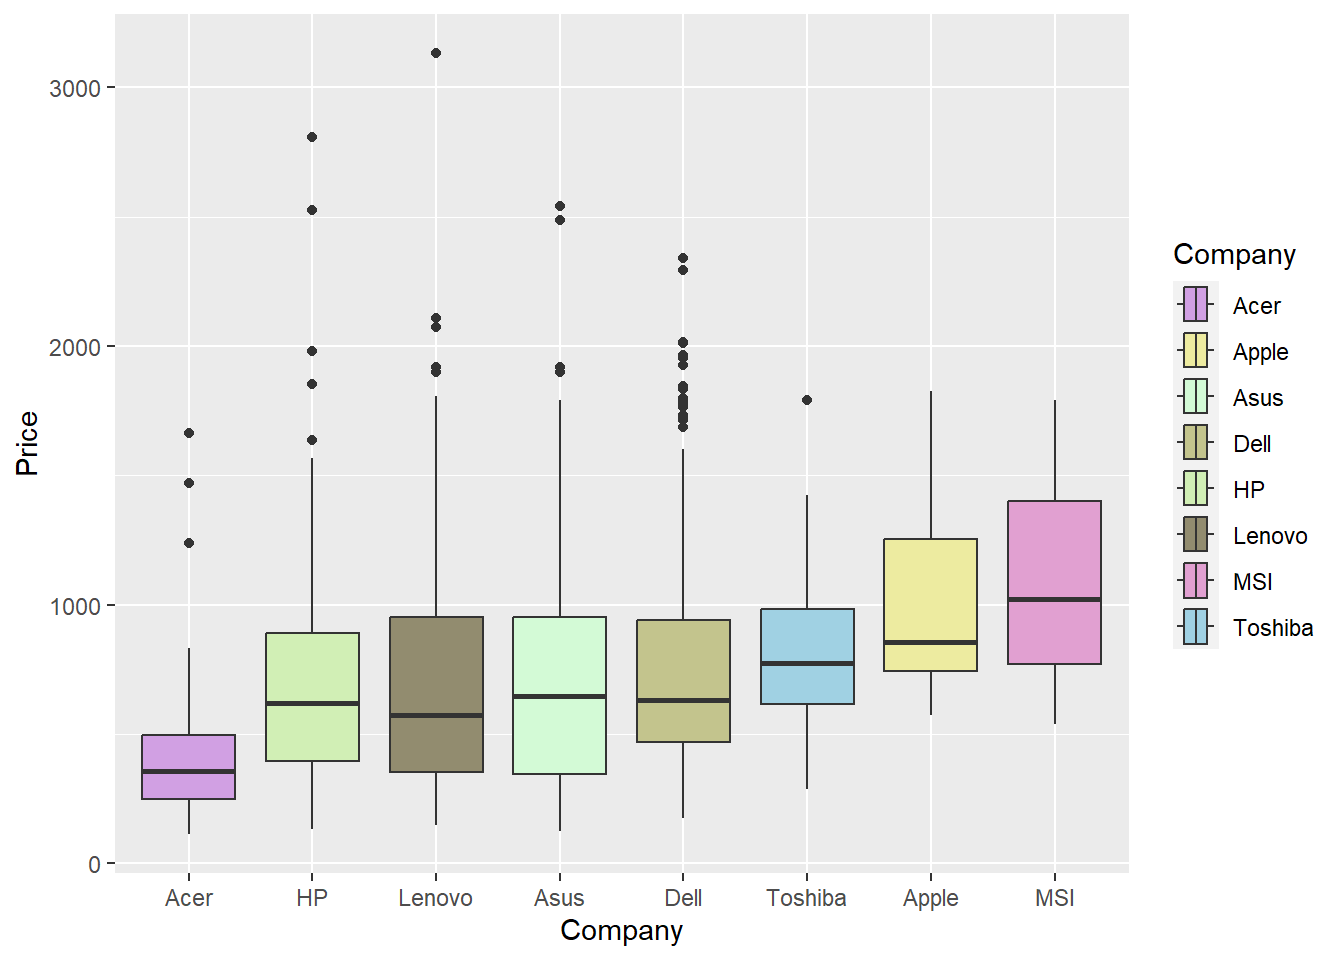 3000
2000
1000
0
Price
Acer HP Lenovo Asus Dell Toshiba Apple MSI
Company
Company
Acer
Apple
Asus
Dell
HP
Lenovo
MSI
Toshiba